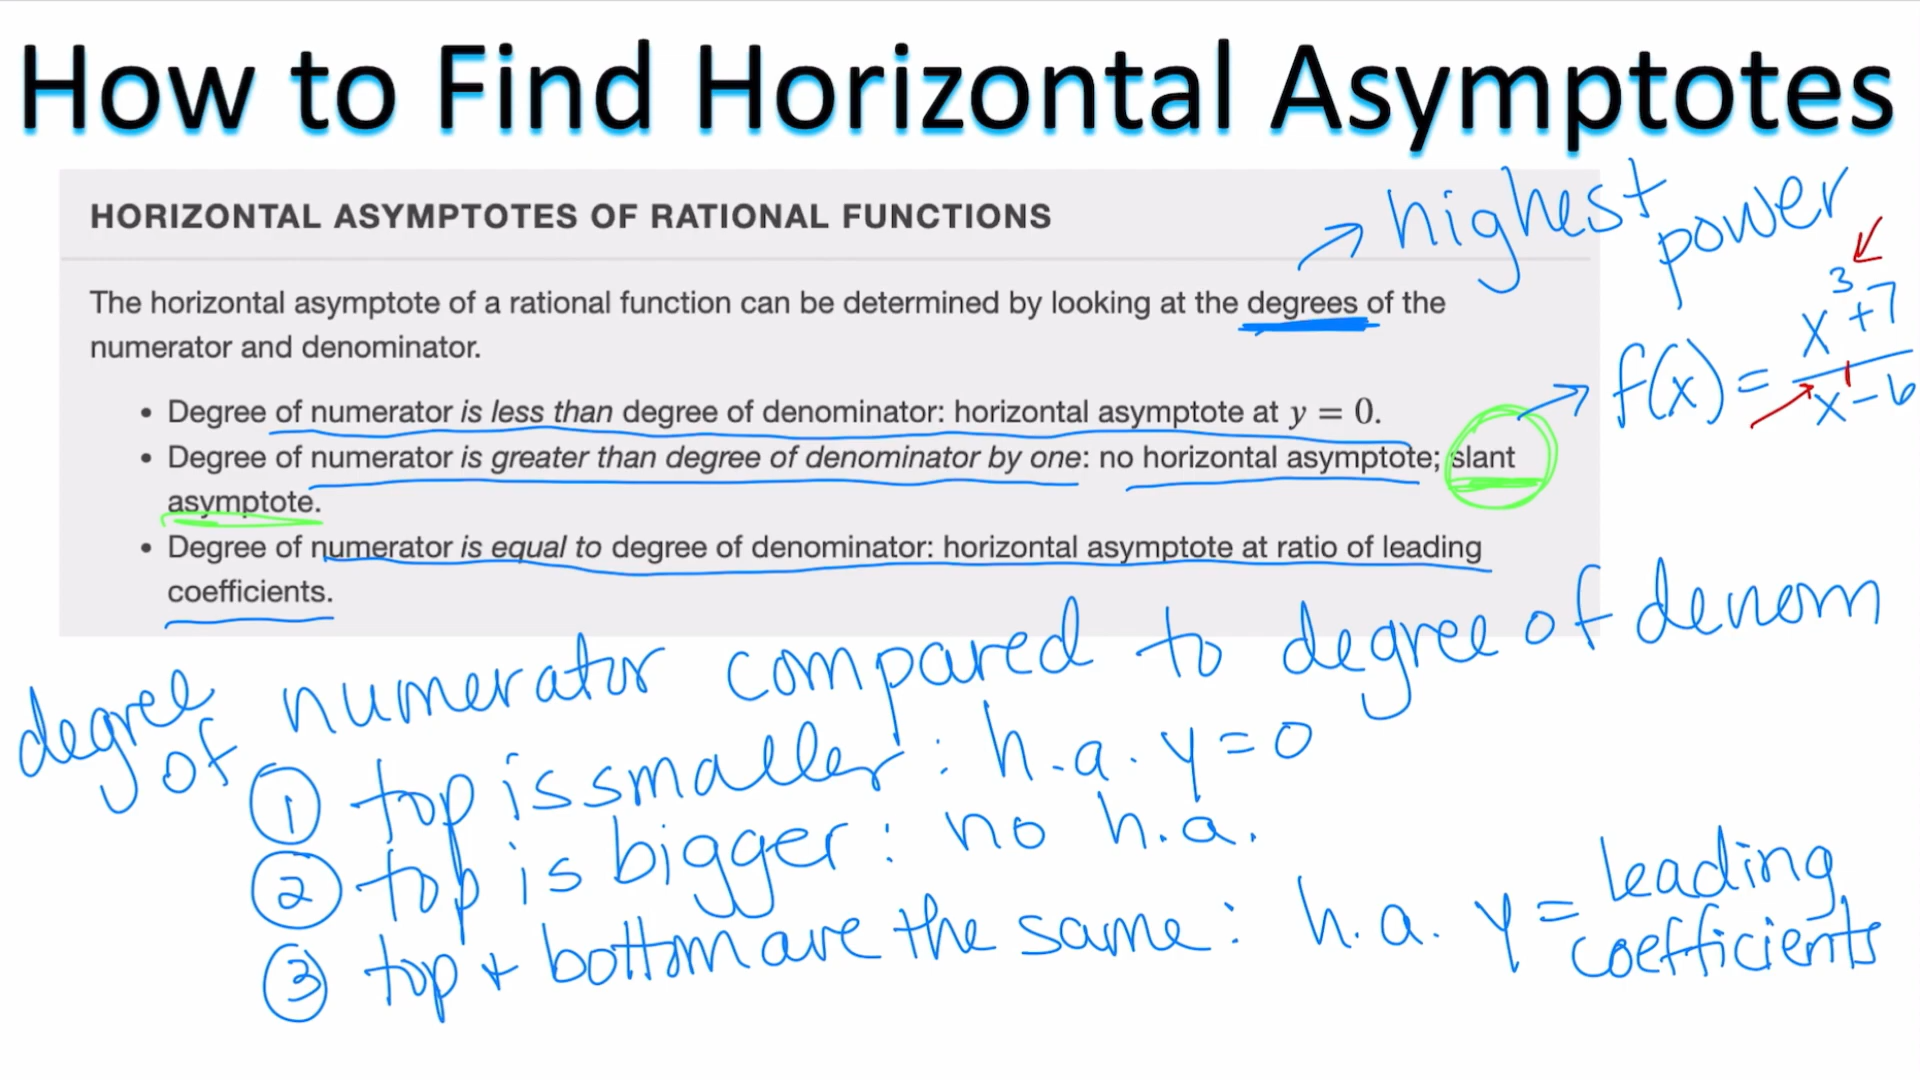 How to Find Horizontal Asymptotes
HORIZONTAL ASYMPTOTES OF RATIONAL FUNCTIONS
highest
power
The horizontal asymptote of a rational function can be determined by looking at the degrees of the
numerator and denominator.
f(x) = x³+7 / x¹-6
• Degree of numerator is less than degree of denominator: horizontal asymptote at y = 0.
• Degree of numerator is greater than degree of denominator by one: no horizontal asymptote; slant
asymptote.
• Degree of numerator is equal to degree of denominator: horizontal asymptote at ratio of leading
coefficients.
degree of numerator compared to degree of denom
① top is smaller: h.a. y=0
② top is bigger: no h.a.
③ top + bottom are the same: h.a. y = leading
coefficients